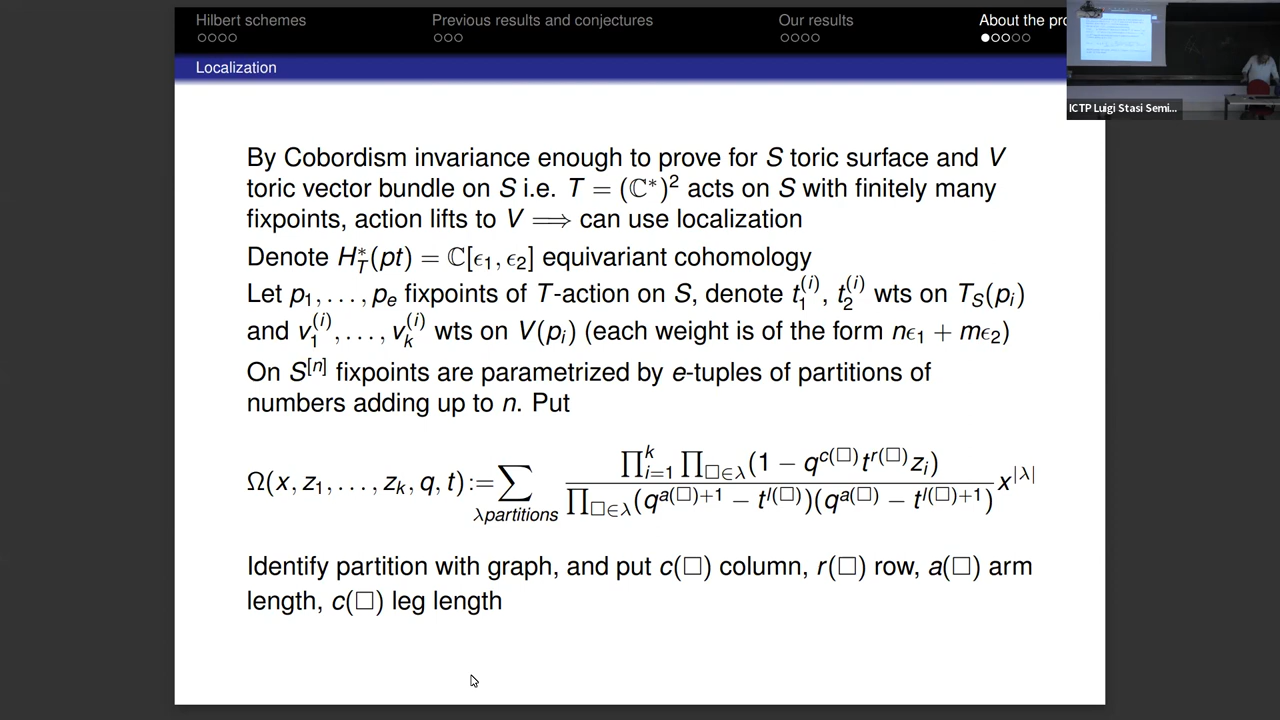 Hilbert schemes Previous results and conjectures Our results About the pro
Localization
ICTP Luigi Stasi Semi...
By Cobordism invariance enough to prove for S toric surface and V
toric vector bundle on S i.e. T = (ℂ*)² acts on S with finitely many
fixpoints, action lifts to V ⟹ can use localization
Denote H*_T(pt) = ℂ[ε₁, ε₂] equivariant cohomology
Let p₁, . . . , pₑ fixpoints of T-action on S, denote t₁^(i), t₂^(i) wts on T_S(p_i)
and v₁^(i), . . . , v_k^(i) wts on V(p_i) (each weight is of the form nε₁ + mε₂)
On S^[n] fixpoints are parametrized by e-tuples of partitions of
numbers adding up to n. Put
Ω(x, z₁, . . . , z_k, q, t) := ∑_{λ partitions} \frac{∏_{i=1}^{k} ∏_{□∈λ}(1 − q^{c(□)} t^{r(□)} z_i)}{∏_{□∈λ}(q^{a(□)+1} − t^{l(□)})(q^{a(□)} − t^{l(□)+1})} x^{|λ|}
Identify partition with graph, and put c(□) column, r(□) row, a(□) arm
length, c(□) leg length